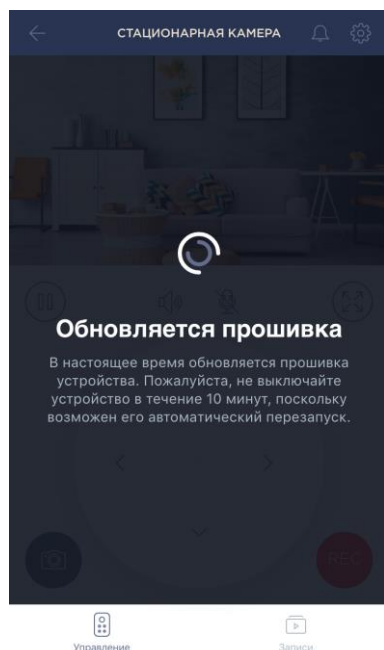 СТАЦИОНАРНАЯ КАМЕРА
Обновляется прошивка
В настоящее время обновляется прошивка
устройства. Пожалуйста, не выключайте
устройство в течение 10 минут, поскольку
возможен его автоматический перезапуск.
REC
Управление
Записи